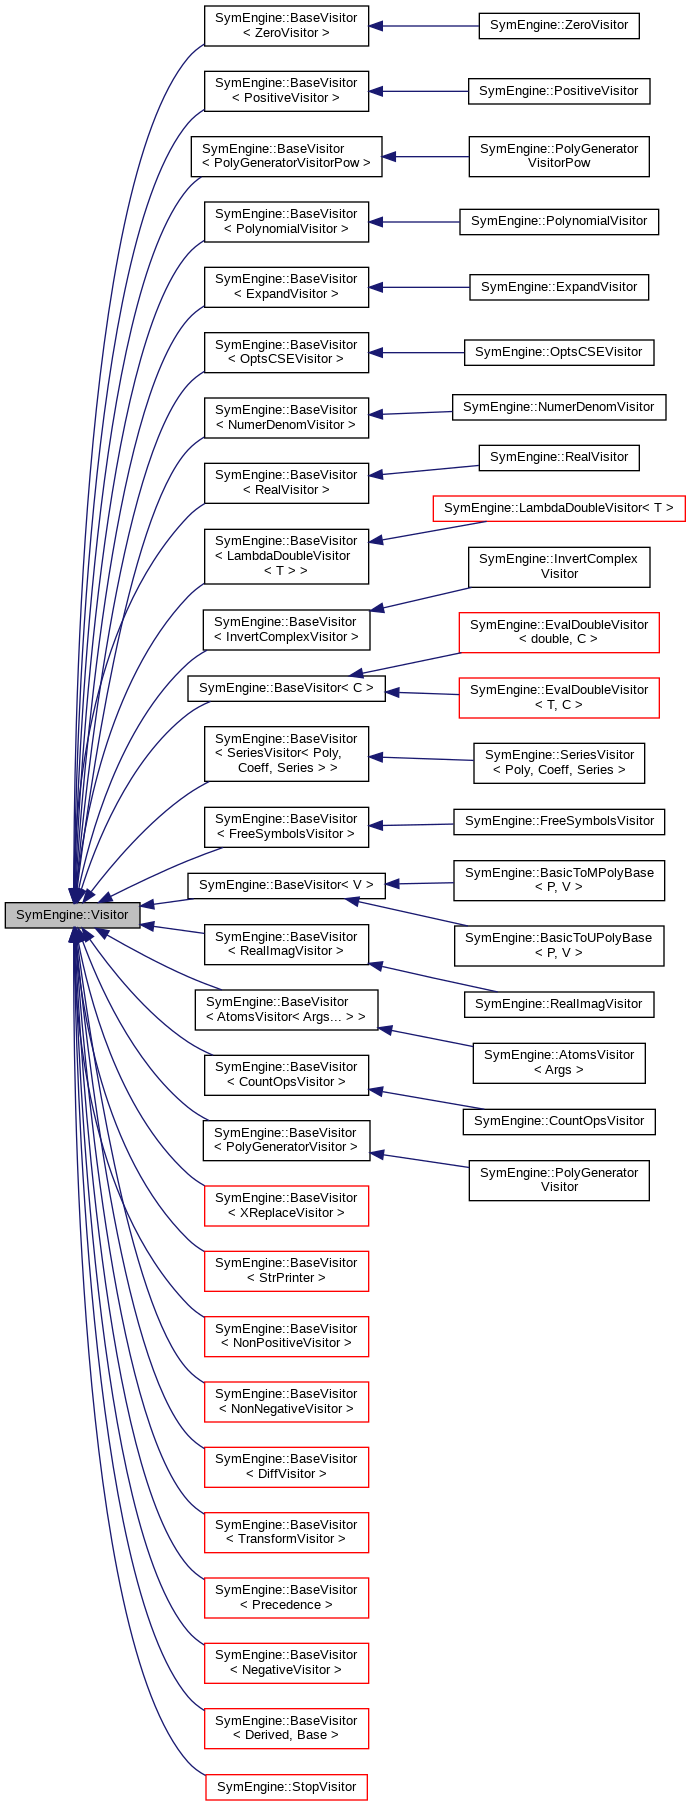 SymEngine::BaseVisitor
< ZeroVisitor >
SymEngine::ZeroVisitor
SymEngine::BaseVisitor
< PositiveVisitor >
SymEngine::PositiveVisitor
SymEngine::BaseVisitor
< PolyGeneratorVisitorPow >
SymEngine::PolyGenerator
VisitorPow
SymEngine::BaseVisitor
< PolynomialVisitor >
SymEngine::PolynomialVisitor
SymEngine::BaseVisitor
< ExpandVisitor >
SymEngine::ExpandVisitor
SymEngine::BaseVisitor
< OptsCSEVisitor >
SymEngine::OptsCSEVisitor
SymEngine::BaseVisitor
< NumerDenomVisitor >
SymEngine::NumerDenomVisitor
SymEngine::BaseVisitor
< RealVisitor >
SymEngine::RealVisitor
SymEngine::BaseVisitor
< LambdaDoubleVisitor
< T > >
SymEngine::LambdaDoubleVisitor< T >
SymEngine::BaseVisitor
< InvertComplexVisitor >
SymEngine::InvertComplex
Visitor
SymEngine::BaseVisitor< C >
SymEngine::EvalDoubleVisitor
< double, C >
SymEngine::EvalDoubleVisitor
< T, C >
SymEngine::BaseVisitor
< SeriesVisitor< Poly,
Coeff, Series > >
SymEngine::SeriesVisitor
< Poly, Coeff, Series >
SymEngine::BaseVisitor
< FreeSymbolsVisitor >
SymEngine::FreeSymbolsVisitor
SymEngine::Visitor
SymEngine::BaseVisitor< V >
SymEngine::BasicToMPolyBase
< P, V >
SymEngine::BasicToUPolyBase
< P, V >
SymEngine::BaseVisitor
< RealImagVisitor >
SymEngine::RealImagVisitor
SymEngine::BaseVisitor
< AtomsVisitor< Args... > >
SymEngine::AtomsVisitor
< Args >
SymEngine::BaseVisitor
< CountOpsVisitor >
SymEngine::CountOpsVisitor
SymEngine::BaseVisitor
< PolyGeneratorVisitor >
SymEngine::PolyGenerator
Visitor
SymEngine::BaseVisitor
< XReplaceVisitor >
SymEngine::BaseVisitor
< StrPrinter >
SymEngine::BaseVisitor
< NonPositiveVisitor >
SymEngine::BaseVisitor
< NonNegativeVisitor >
SymEngine::BaseVisitor
< DiffVisitor >
SymEngine::BaseVisitor
< TransformVisitor >
SymEngine::BaseVisitor
< Precedence >
SymEngine::BaseVisitor
< NegativeVisitor >
SymEngine::BaseVisitor
< Derived, Base >
SymEngine::StopVisitor